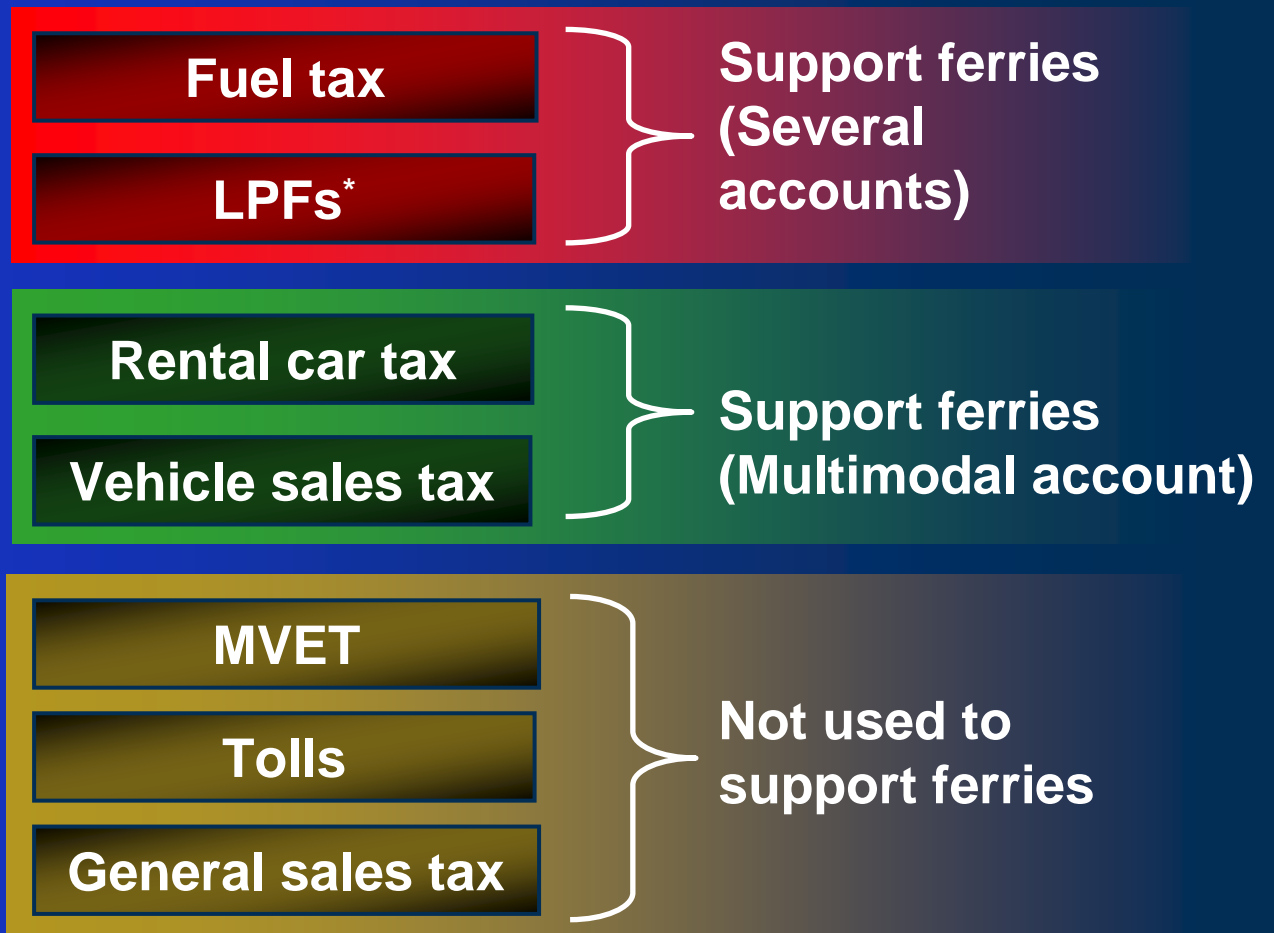 Fuel tax
LPFs*
Support ferries
(Several
accounts)
Rental car tax
Vehicle sales tax
Support ferries
(Multimodal account)
MVET
Tolls
General sales tax
Not used to
support ferries